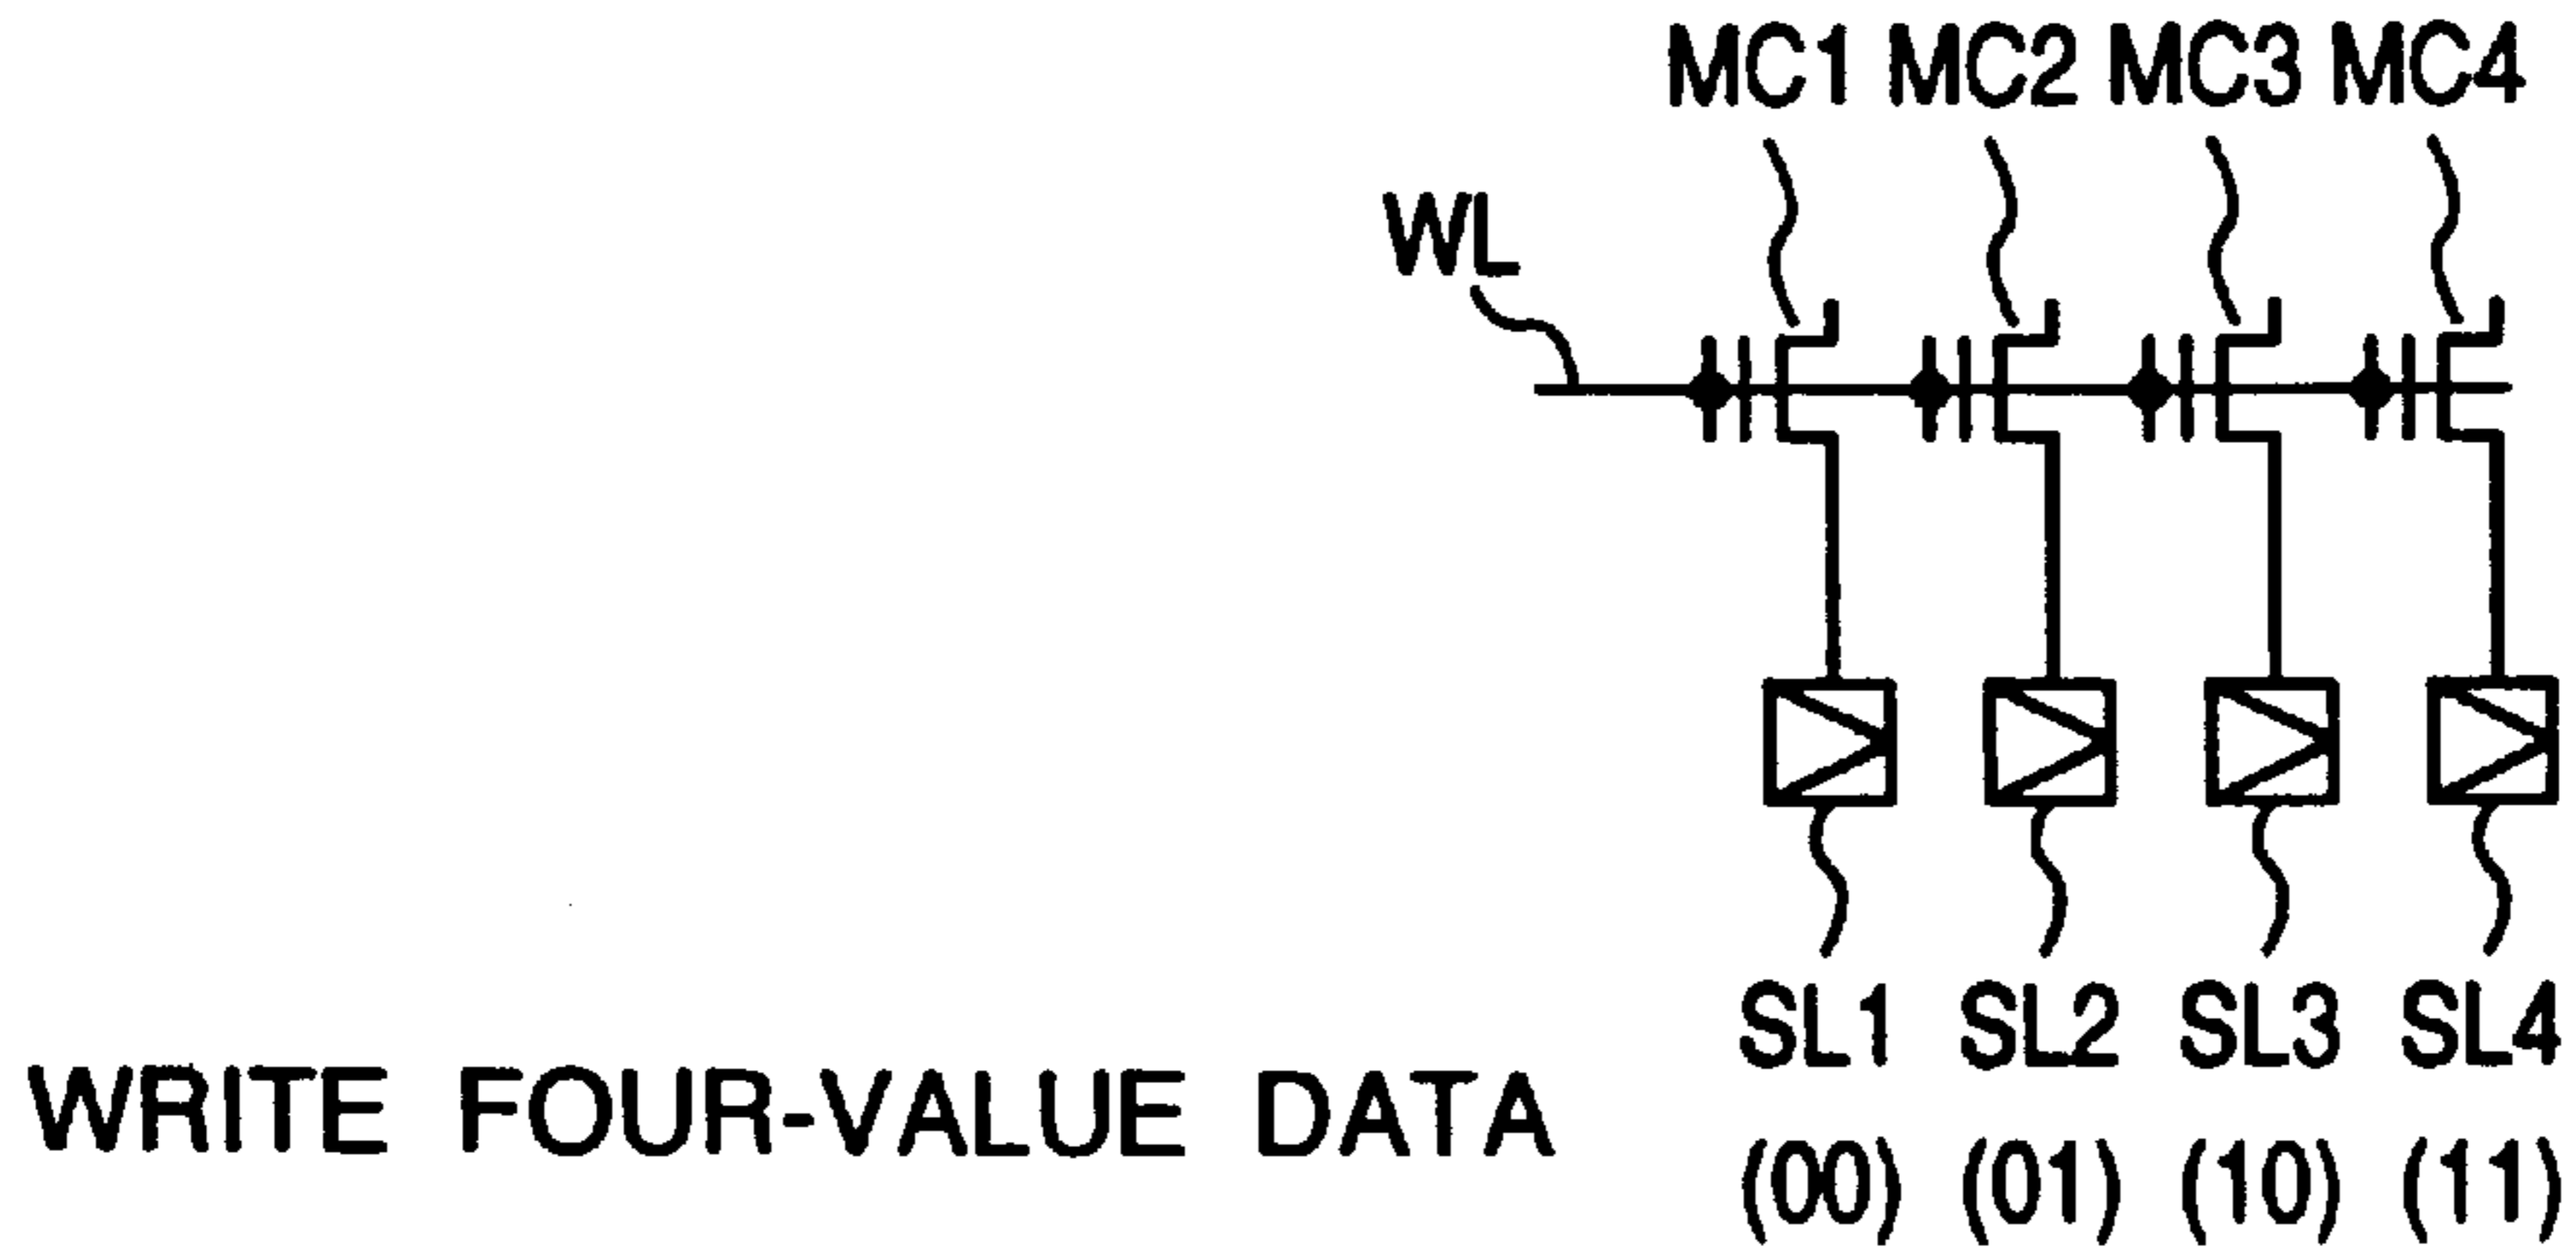 MC1 MC2 MC3 MC4
WL
SL1 SL2 SL3 SL4
WRITE FOUR-VALUE DATA (00) (01) (10) (11)